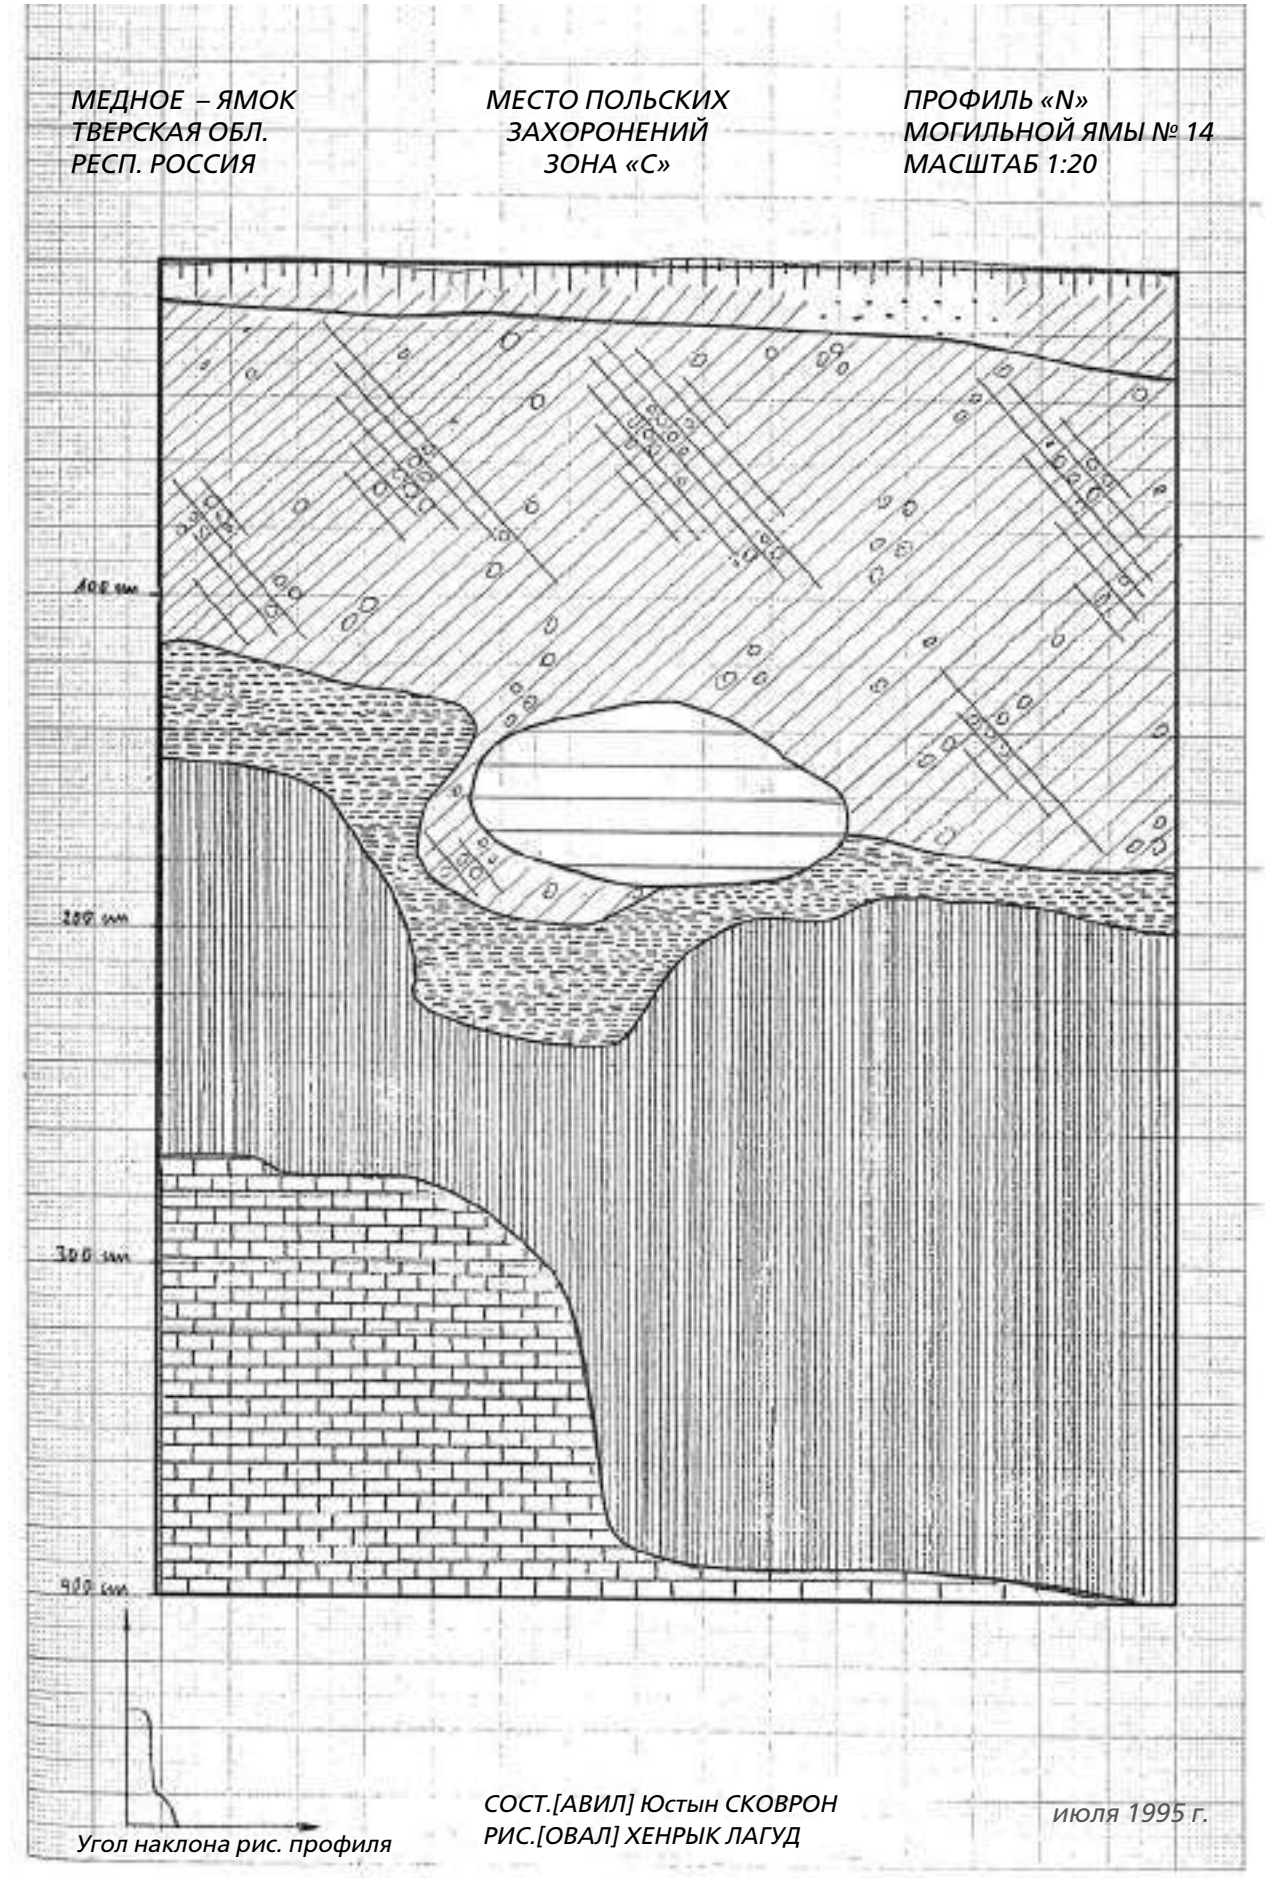 МЕДНОЕ – ЯМОК
ТВЕРСКАЯ ОБЛ.
РЕСП. РОССИЯ
МЕСТО ПОЛЬСКИХ
ЗАХОРОНЕНИЙ
ЗОНА «С»
ПРОФИЛЬ «N»
МОГИЛЬНОЙ ЯМЫ № 14
МАСШТАБ 1:20
100 cm
200 cm
300 cm
400 cm
Угол наклона рис. профиля
СОСТ.[АВИЛ] Юстын СКОВРОН
РИС.[ОВАЛ] ХЕНРЫК ЛАГУД
июля 1995 г.